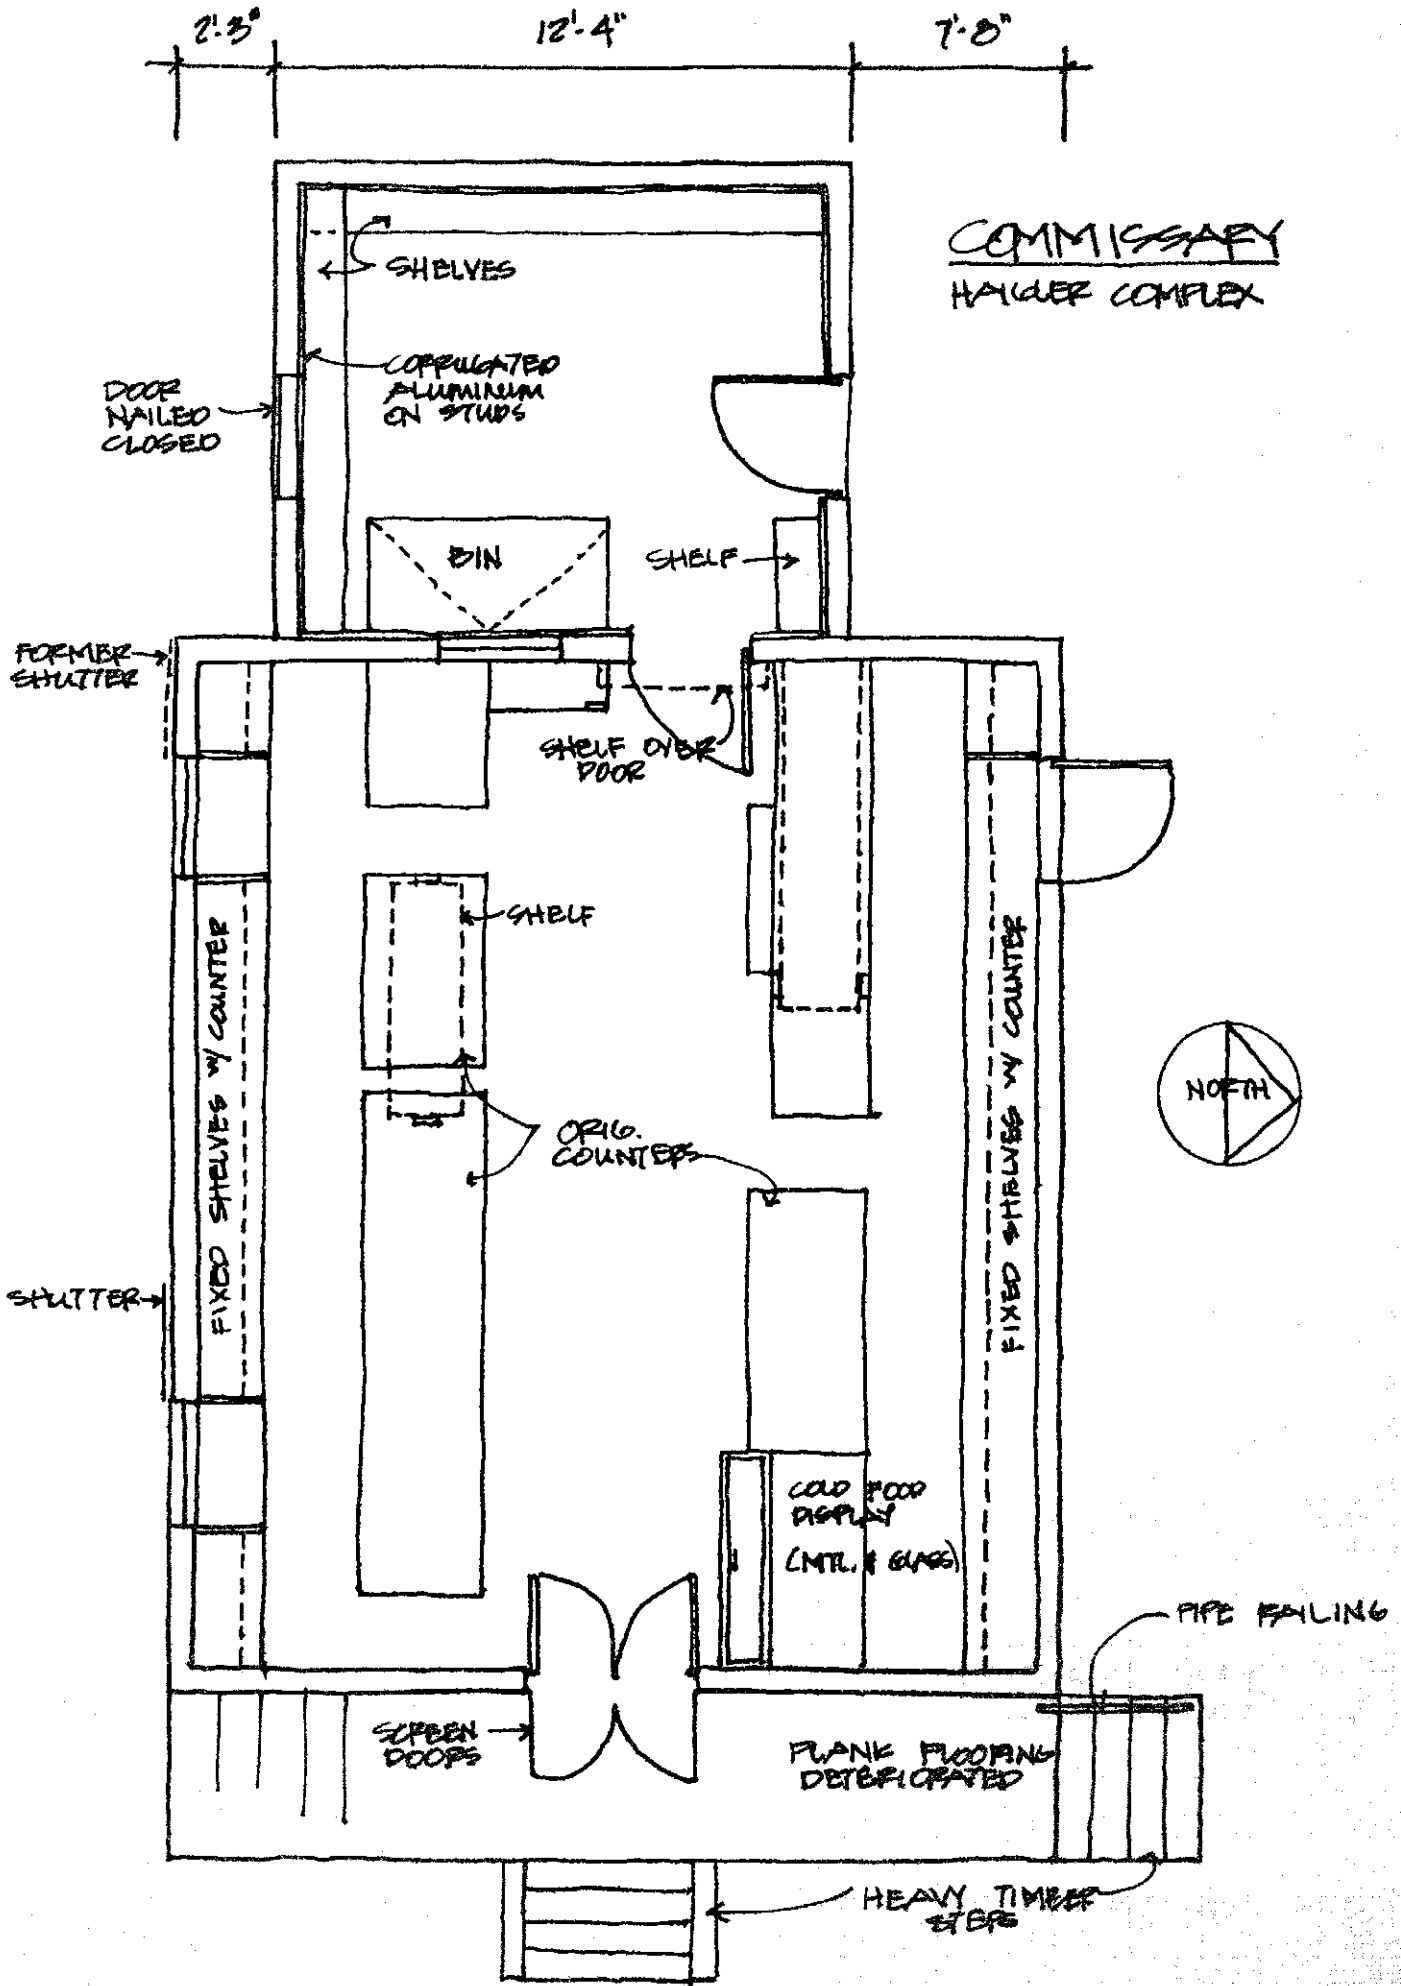 2'-3"
12'-4"
7'-8"
COMMISSARY
HAIGLER COMPLEX
SHELVES
CORRUGATED
ALUMINUM
ON STUDS
DOOR
NAILED
CLOSED
BIN
SHELF
FORMER
SHUTTER
SHELF OVER
DOOR
SHELF
FIXED SHELVES W/ COUNTER
FIXED SHELVES W/ COUNTER
NORTH
ORIG.
COUNTERS
SHUTTER
COLD FOOD
DISPLAY
(MTL. & GLASS)
PIPE RAILING
SCREEN
DOORS
PLANK FLOORING
DETERIORATED
HEAVY TIMBER
STEPS